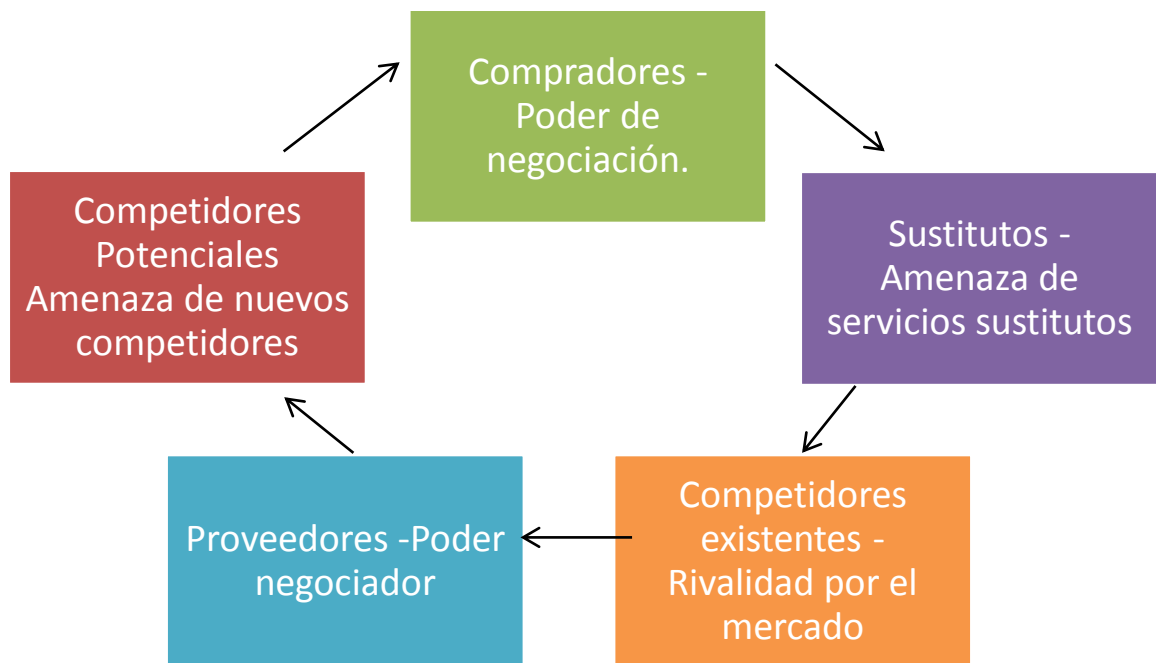 Compradores -
Poder de
negociación.
Competidores
Potenciales
Amenaza de nuevos
competidores
Sustitutos -
Amenaza de
servicios sustitutos
Proveedores -Poder
negociador
Competidores
existentes -
Rivalidad por el
mercado